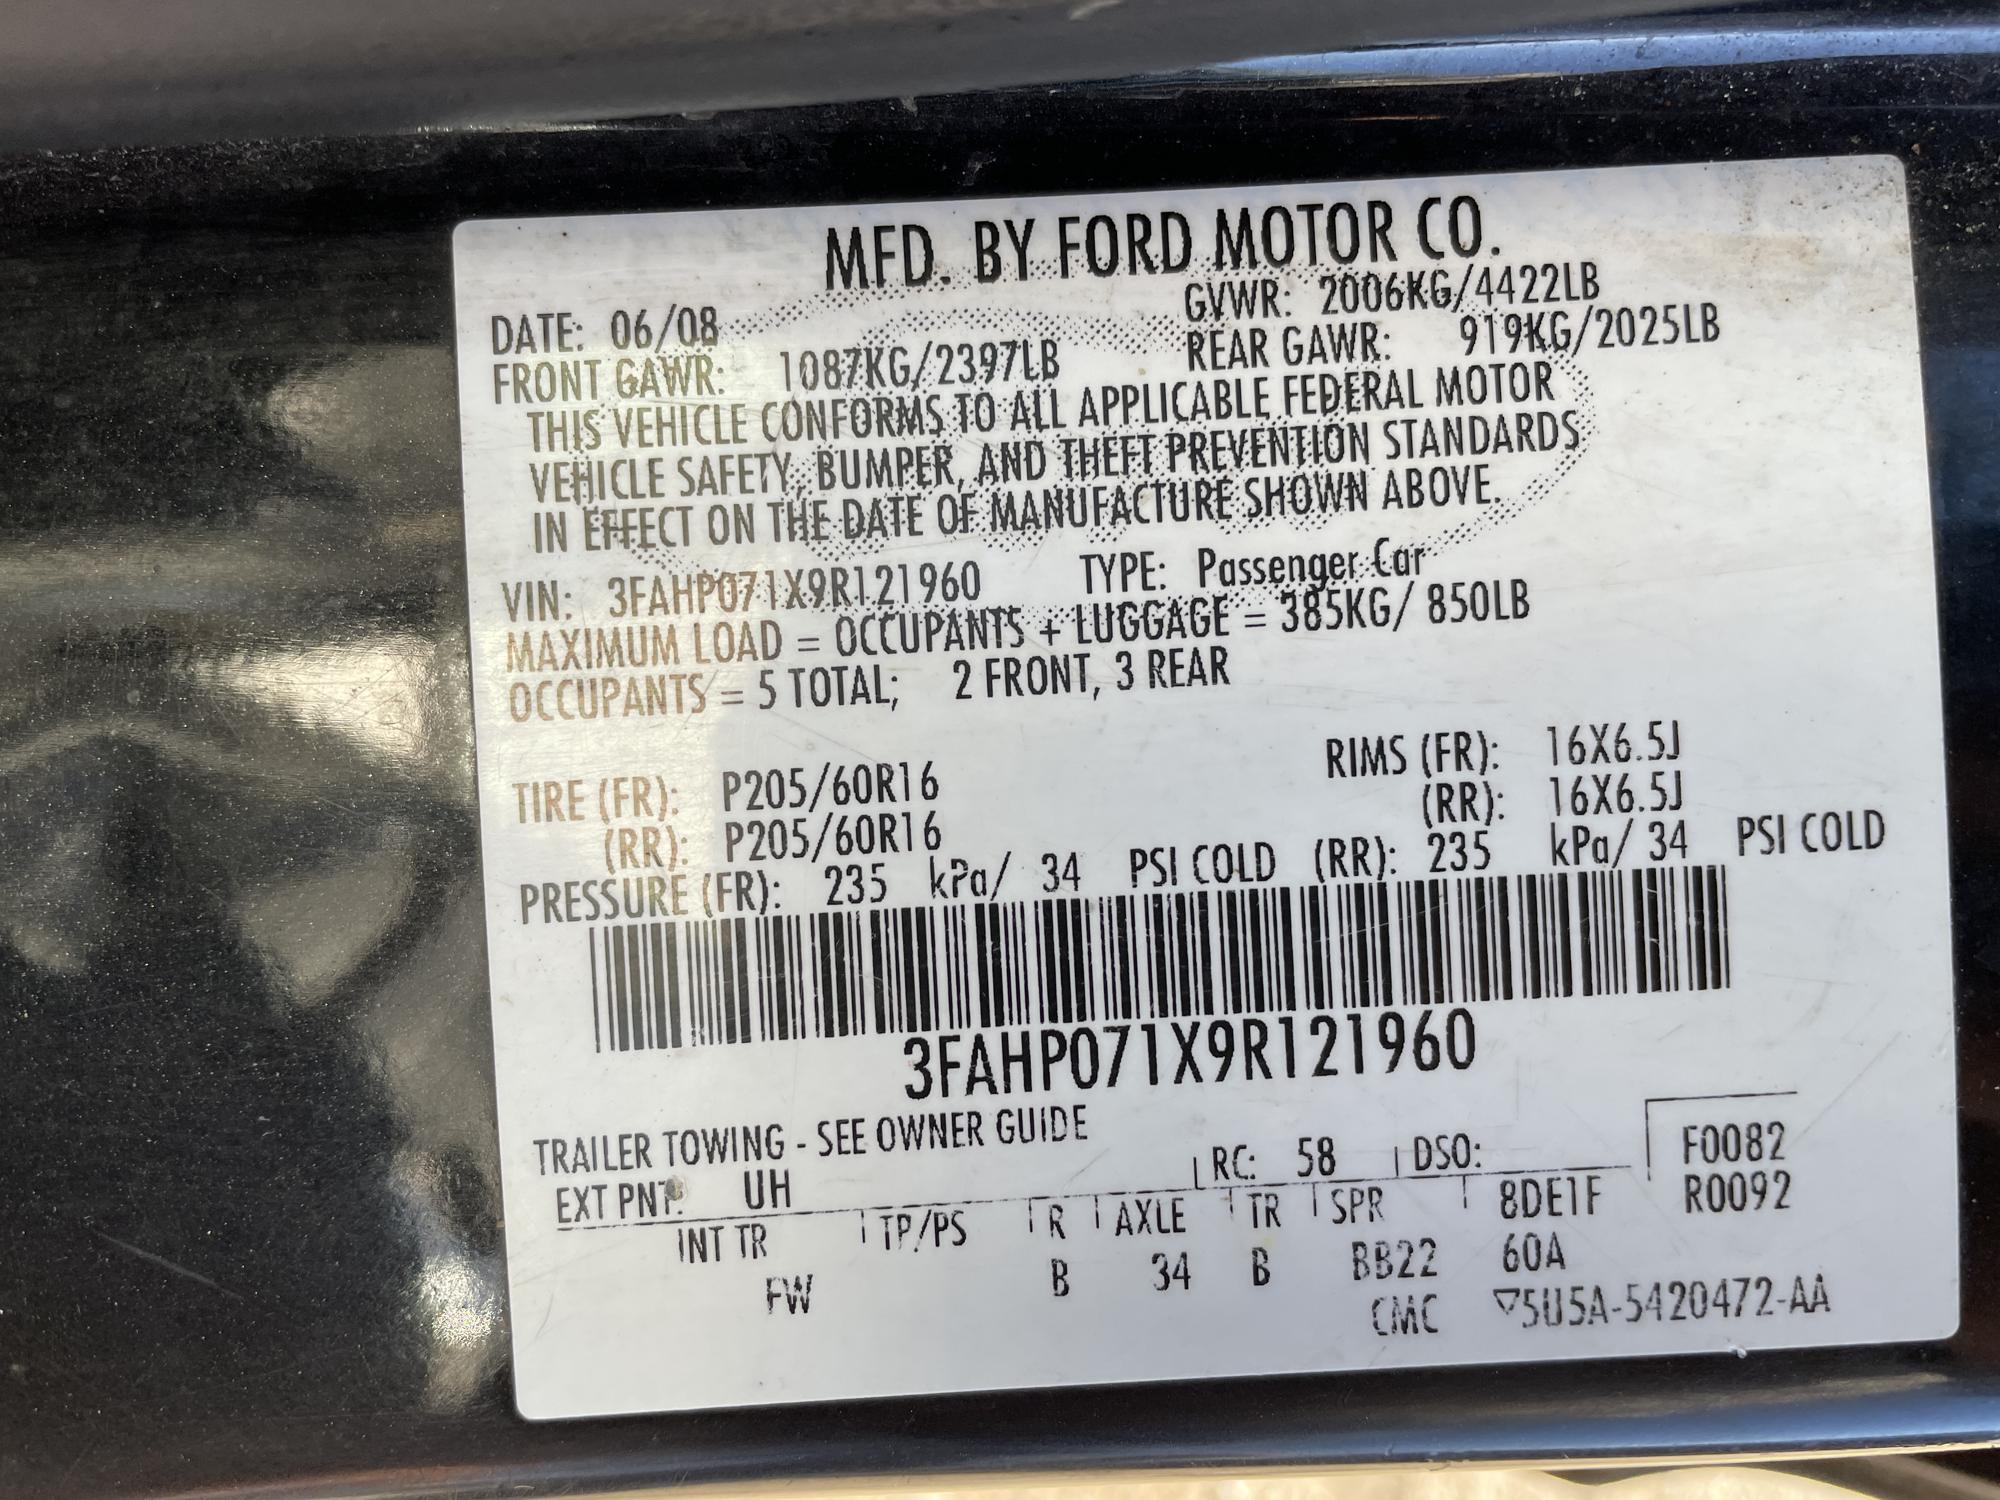 MFD. BY FORD MOTOR CO.
DATE: 06/08 GVWR: 2006KG/4422LB
FRONT GAWR: 1087KG/2397LB REAR GAWR: 919KG/2025LB
THIS VEHICLE CONFORMS TO ALL APPLICABLE FEDERAL MOTOR
VEHICLE SAFETY, BUMPER, AND THEFT PREVENTION STANDARDS
IN EFFECT ON THE DATE OF MANUFACTURE SHOWN ABOVE.
VIN: 3FAHP071X9R121960 TYPE: Passenger Car
MAXIMUM LOAD = OCCUPANTS + LUGGAGE = 385KG/ 850LB
OCCUPANTS = 5 TOTAL; 2 FRONT, 3 REAR
TIRE (FR): P205/60R16 RIMS (FR): 16X6.5J
(RR): P205/60R16 (RR): 16X6.5J
PRESSURE (FR): 235 kPa/ 34 PSI COLD (RR): 235 kPa/ 34 PSI COLD
3FAHP071X9R121960
TRAILER TOWING - SEE OWNER GUIDE
EXT PNT: UH RC: 58 DSO: F0082
INT TR TP/PS R AXLE TR SPR 8DE1F R0092
FW B 34 B BB22 60A
CMC ▽5U5A-5420472-AA